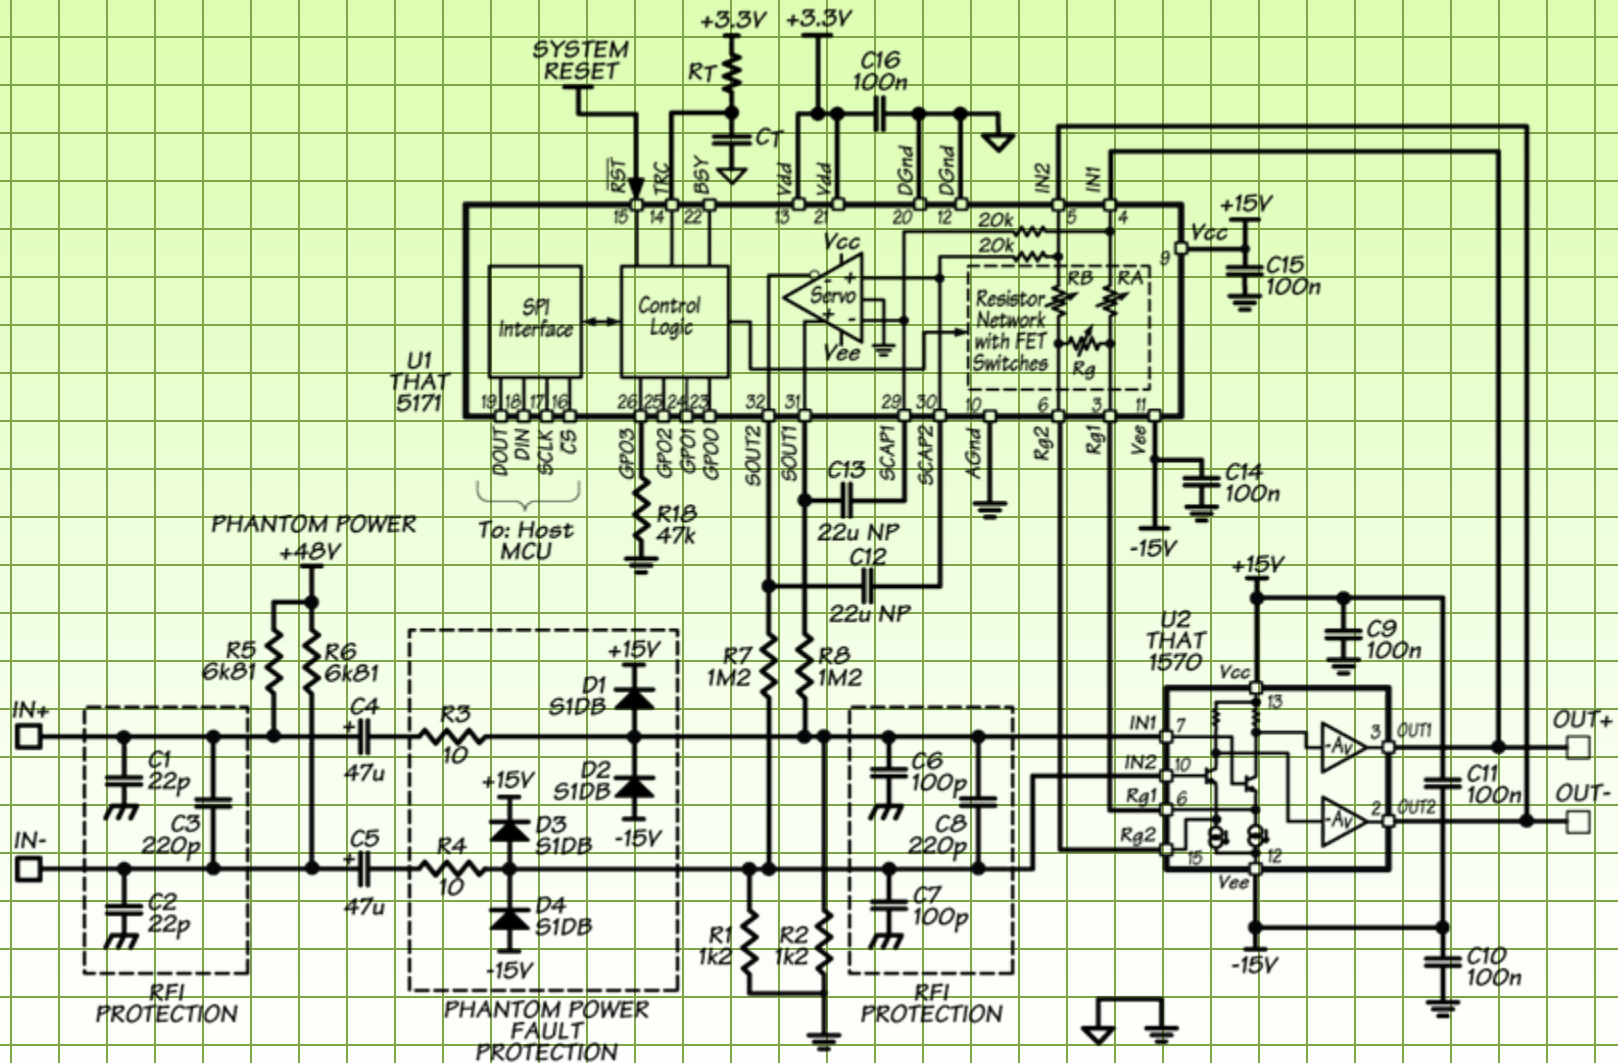 +3.3V +3.3V
SYSTEM
RESET
RT
C16
100n
CT
RST
TRC
BSY
Vdd
Vdd
DGnd
DGnd
IN2
IN1
15
14
22
13
21
20
12
5
4
+15V
Vcc
9
C15
100n
20k
20k
Vcc
- +
Servo
+ -
Vee
SPI
Interface
Control
Logic
Resistor
Network
with FET
Switches
RB
RA
Rg
U1
THAT
5171
19
18
17
16
26
25
24
23
32
31
29
30
10
6
3
11
DOUT
DIN
SCLK
CS
GPO3
GPO2
GPO1
GPO0
SOUT2
SOUT1
SCAP1
SCAP2
AGnd
Rg2
Rg1
Vee
C13
22u NP
C12
22u NP
C14
100n
-15V
R18
47k
To: Host
MCU
PHANTOM POWER
+48V
R5
6k81
R6
6k81
R7
1M2
R8
1M2
+15V
U2
THAT
1570
C9
100n
Vcc
13
IN+
C1
22p
C3
220p
C4
+
47u
R3
10
+15V
D1
S1DB
D2
S1DB
-15V
+15V
D3
S1DB
C6
100p
C8
220p
IN1
7
IN2
10
Rg1
6
Rg2
15
-Av
3
OUT1
-Av
2
OUT2
12
Vee
OUT+
OUT-
C11
100n
IN-
C2
22p
C5
+
47u
R4
10
D4
S1DB
-15V
R1
1k2
R2
1k2
C7
100p
-15V
C10
100n
RFI
PROTECTION
PHANTOM POWER
FAULT
PROTECTION
RFI
PROTECTION